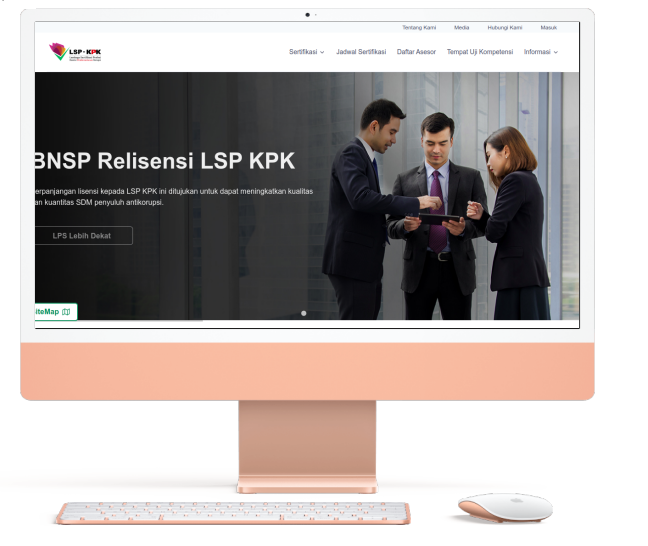 Tentang Kami Media Hubungi Kami Masuk
LSP - KPK
Sertifikasi Jadwal Sertifikasi Daftar Asesor Tempat Uji Kompetensi Informasi
BNSP Relisensi LSP KPK
erpanjangan lisensi kepada LSP KPK ini ditujukan untuk dapat meningkatkan kualitas
an kuantitas SDM penyuluh antikorupsi.
LPS Lebih Dekat
iteMap